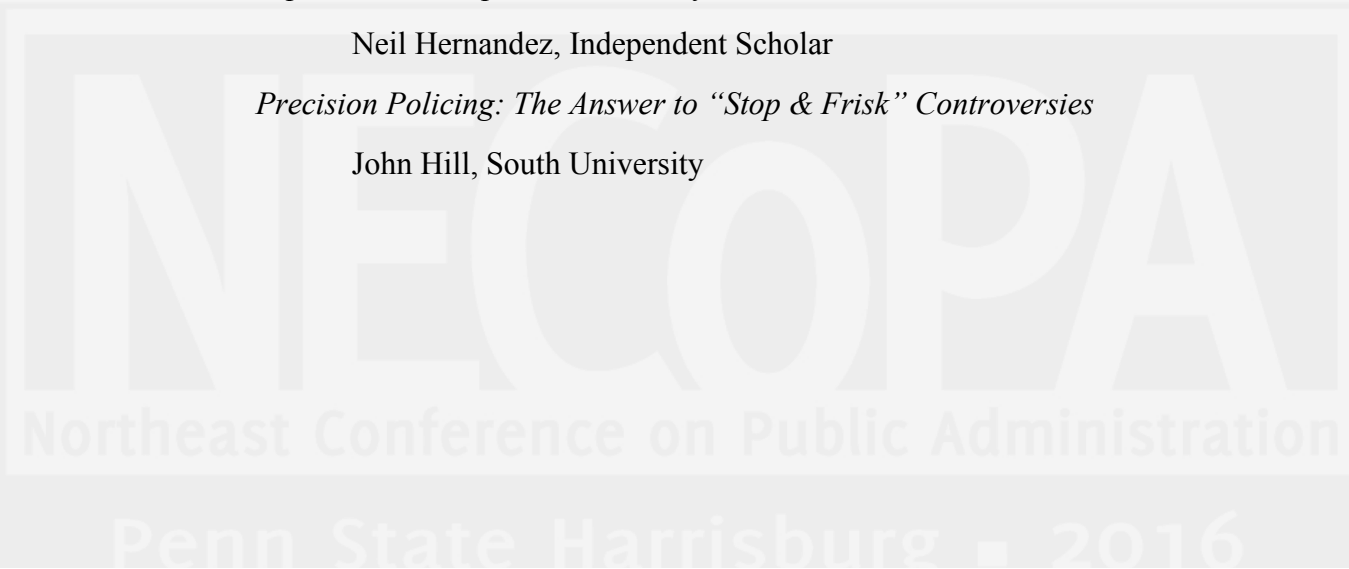 Neil Hernandez, Independent Scholar
Precision Policing: The Answer to “Stop & Frisk” Controversies
John Hill, South University
NECoPA
Northeast Conference on Public Administration
Penn State Harrisburg ▪ 2016